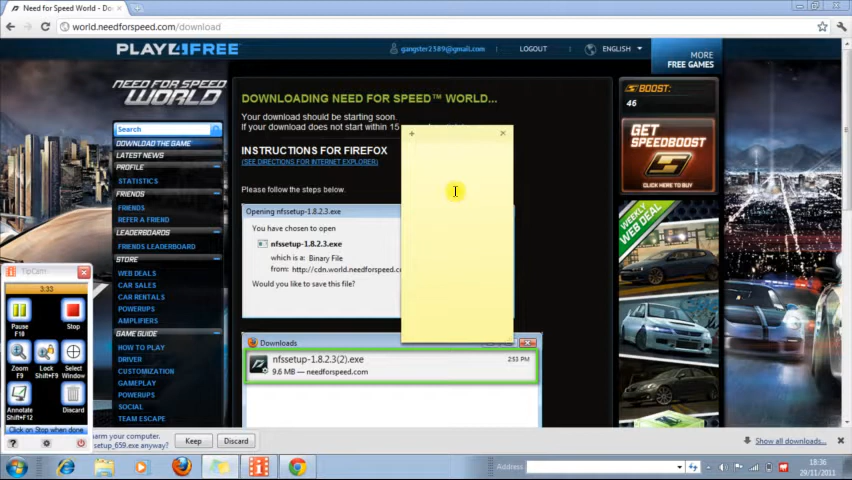 Need for Speed World - Do
world.needforspeed.com/download
PLAY4FREE
gangster2589@gmail.com
LOGOUT
ENGLISH
MORE
FREE GAMES
NEED FOR SPEED
WORLD
Search
DOWNLOAD THE GAME
LATEST NEWS
PROFILE
STATISTICS
FRIENDS
FRIENDS
REFER A FRIEND
LEADERBOARDS
FRIENDS LEADERBOARD
STORE
WEB DEALS
CAR SALES
CAR RENTALS
POWERUPS
AMPLIFIERS
GAME GUIDE
HOW TO PLAY
DRIVER
CUSTOMIZATION
GAMEPLAY
POWERUPS
SOCIAL
TEAM ESCAPE
DOWNLOADING NEED FOR SPEED™ WORLD...
Your download should be starting soon.
If your download does not start within 15
INSTRUCTIONS FOR FIREFOX
(SEE DIRECTIONS FOR INTERNET EXPLORER)
Please follow the steps below.
Opening nfssetup-1.8.2.3.exe
You have chosen to open
nfssetup-1.8.2.3.exe
which is a: Binary File
from: http://cdn.world.needforspeed.c
Would you like to save this file?
Downloads
nfssetup-1.8.2.3(2).exe
2:53 PM
9.6 MB — needforspeed.com
BOOST:
46
GET
SPEEDBOOST
CLICK HERE TO BUY
WEEKLY
WEB DEAL
TipCam
3:33
Pause
F10
Stop
Zoom
F9
Lock
Shift+F9
Select
Window
Annotate
Shift+F12
Discard
Click on Stop when done
arm your computer.
setup_659.exe anyway?
Keep
Discard
Show all downloads...
Address
18:36
29/11/2011